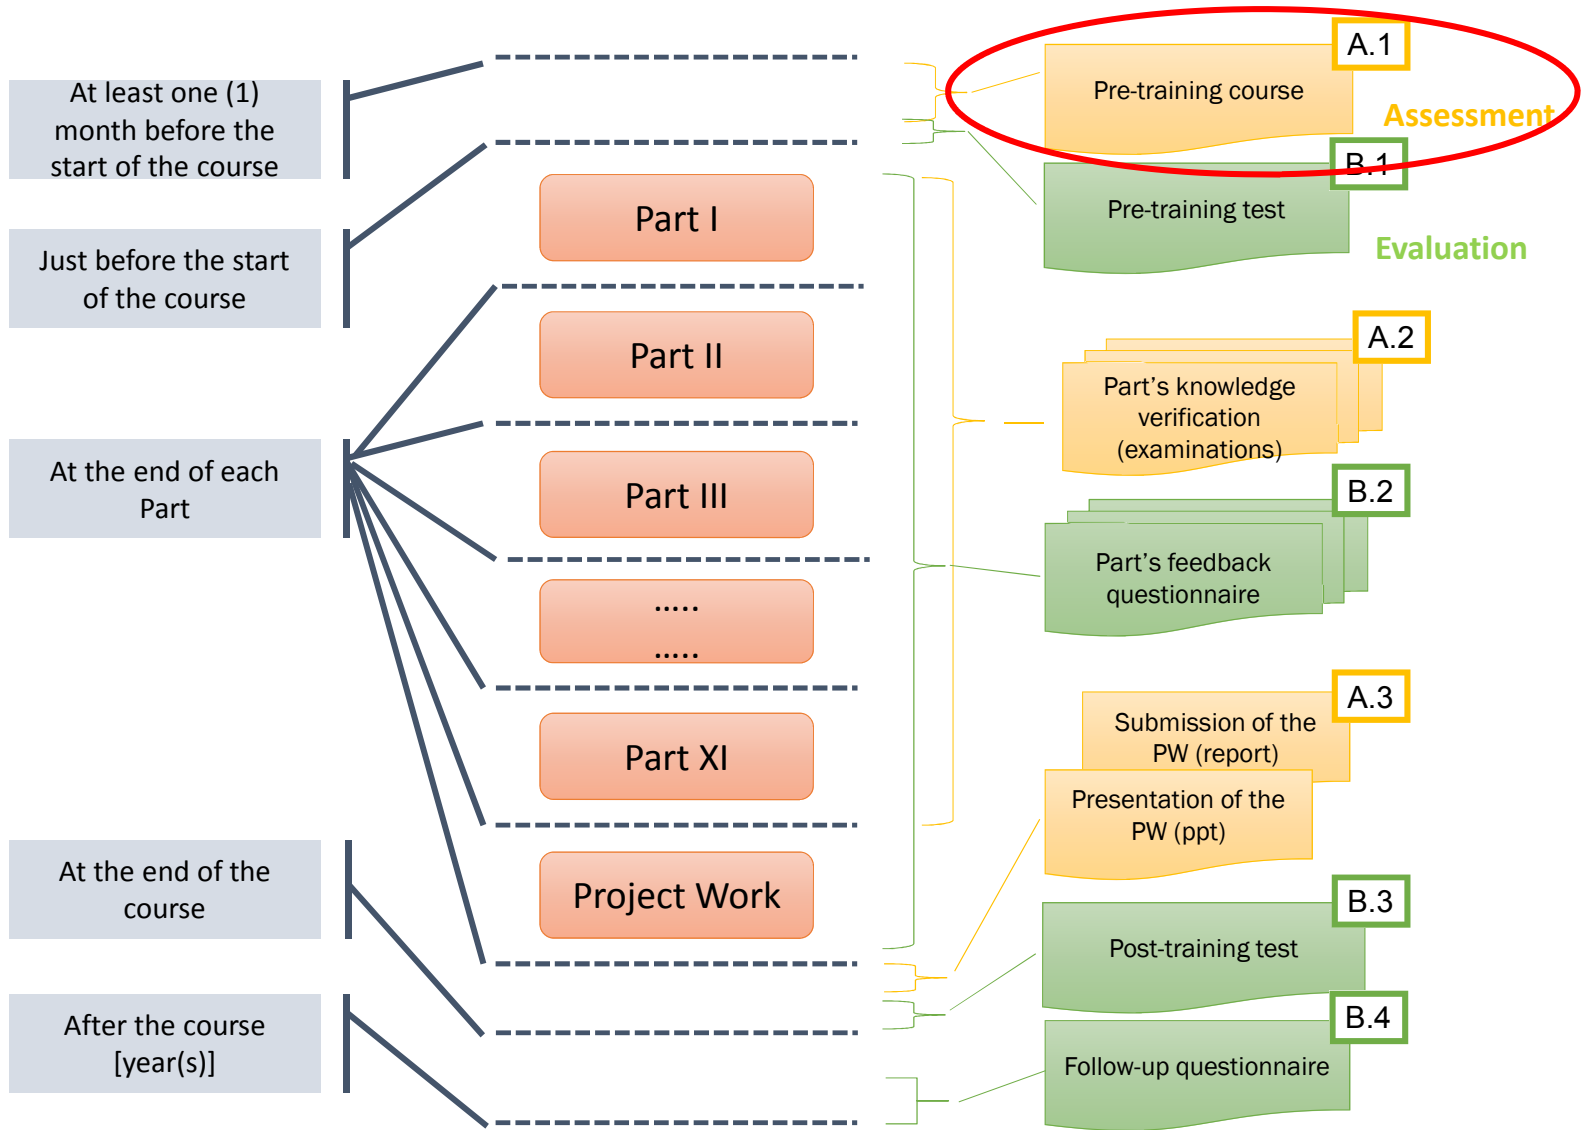 At least one (1)
month before the
start of the course
Just before the start
of the course
At the end of each
Part
At the end of the
course
After the course
[year(s)]
Part I
Part II
Part III
.....
.....
Part XI
Project Work
A.1
Pre-training course
Assessment
B.1
Pre-training test
Evaluation
A.2
Part’s knowledge
verification
(examinations)
B.2
Part’s feedback
questionnaire
A.3
Submission of the
PW (report)
Presentation of the
PW (ppt)
B.3
Post-training test
B.4
Follow-up questionnaire